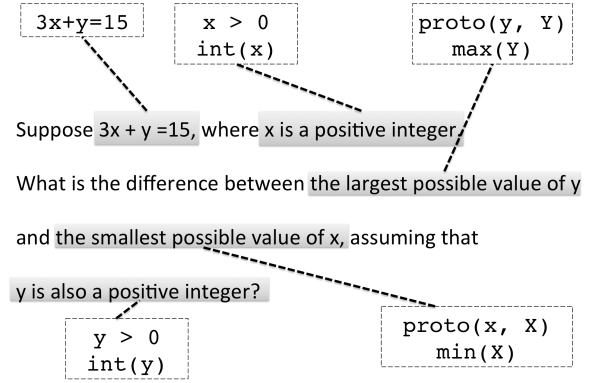 3x+y=15
x > 0
int(x)
proto(y, Y)
max(Y)
Suppose 3x + y =15, where x is a positive integer.
What is the difference between the largest possible value of y
and the smallest possible value of x, assuming that
y is also a positive integer?
y > 0
int(y)
proto(x, X)
min(X)